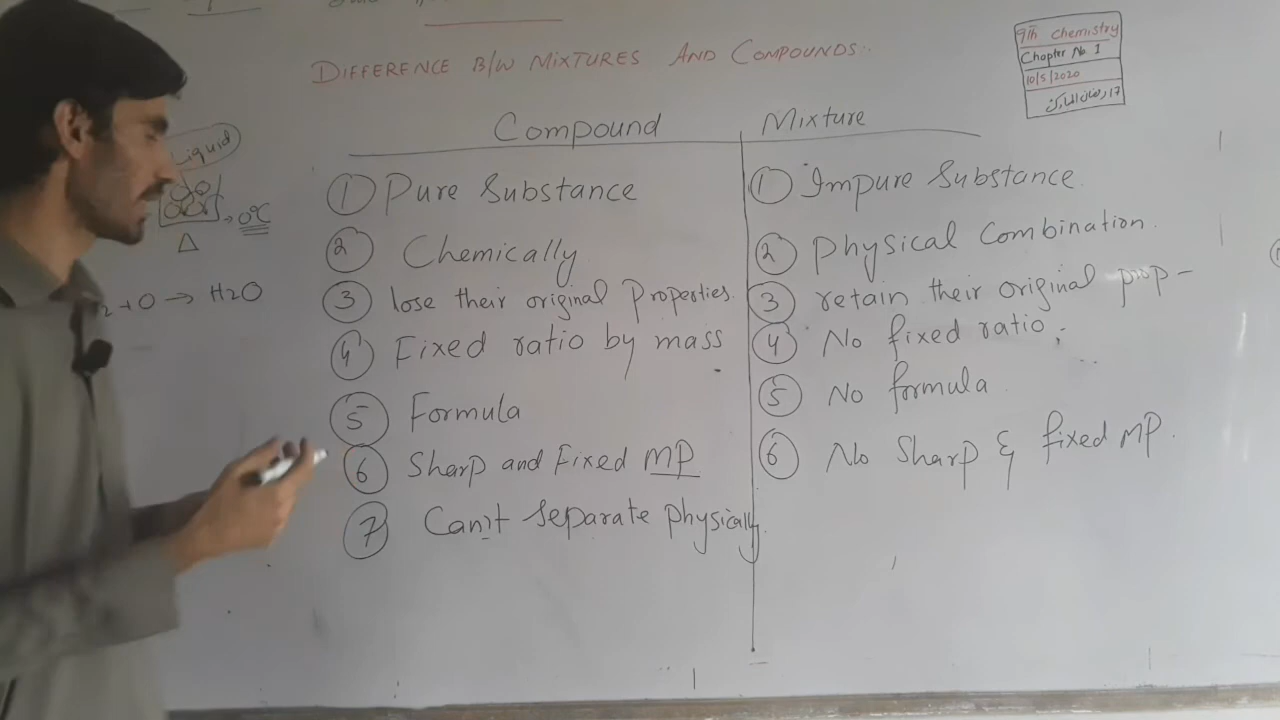 DIFFERENCE B/W MIXTURES AND COMPOUNDS
9th chemistry
Chapter No 1
10/5/2020
Compound
Mixture
① Pure Substance
① Impure Substance
② Chemically
② Physical Combination
③ lose their original Properties.
③ retain their original prop-
④ Fixed ratio by mass
④ No fixed ratio
⑤ Formula
⑤ No formula
⑥ Sharp and Fixed MP
⑥ No Sharp & fixed MP.
⑦ Can't separate physically.
Liquid
0°C
Δ
2 + O → H2O